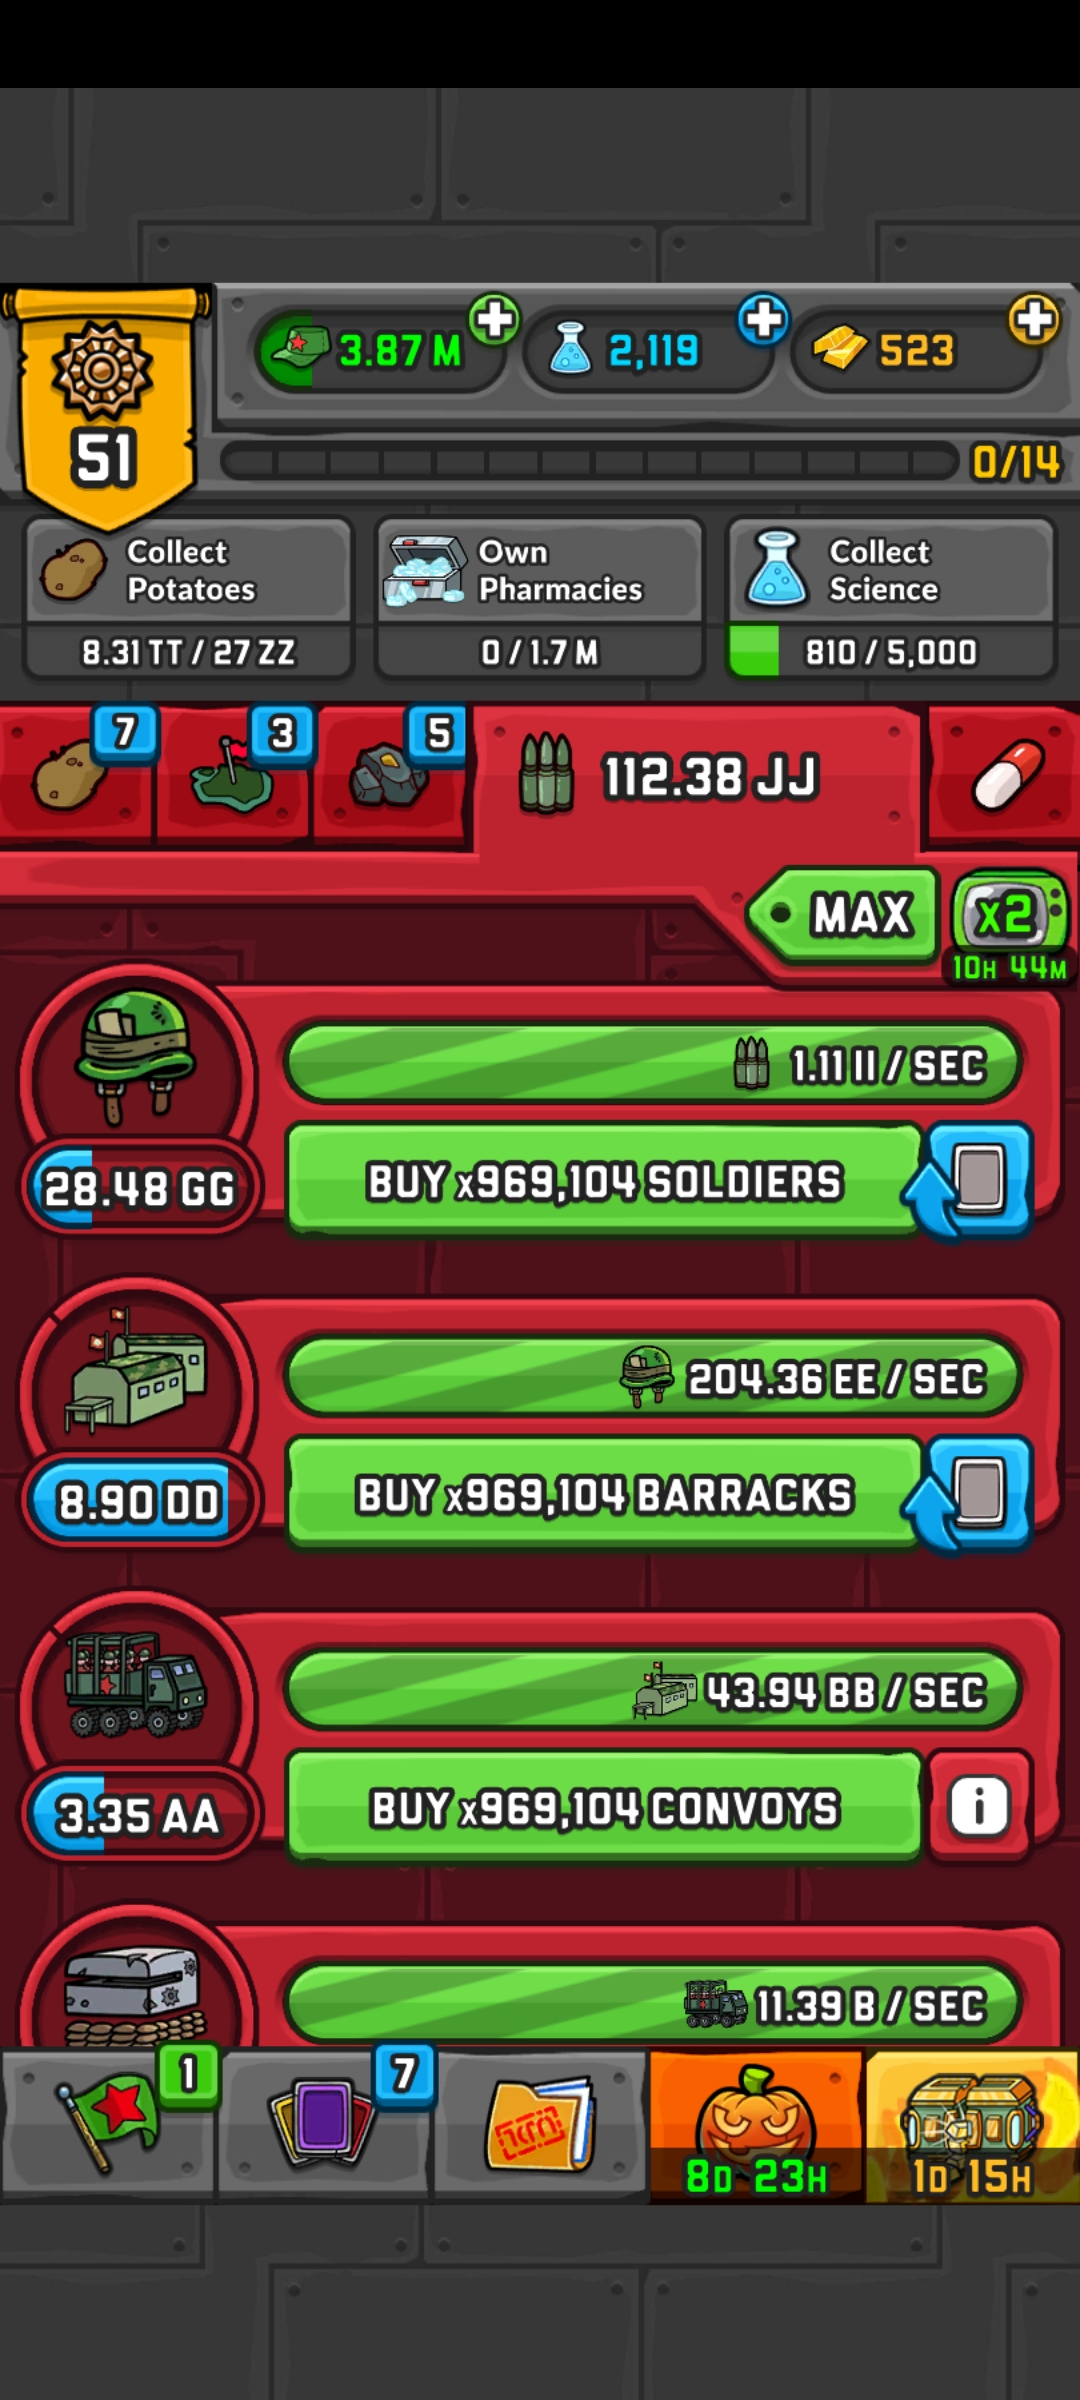 51
3.87 M
2,119
523
0/14
Collect
Potatoes
8.31 TT / 27 ZZ
Own
Pharmacies
0 / 1.7 M
Collect
Science
810 / 5,000
7
3
5
112.38 JJ
MAX
x2
10H 44M
1.11 II / SEC
28.48 GG
BUY x969,104 SOLDIERS
204.36 EE / SEC
8.90 DD
BUY x969,104 BARRACKS
43.94 BB / SEC
3.35 AA
BUY x969,104 CONVOYS
i
11.39 B / SEC
1
7
8D 23H
1D 15H